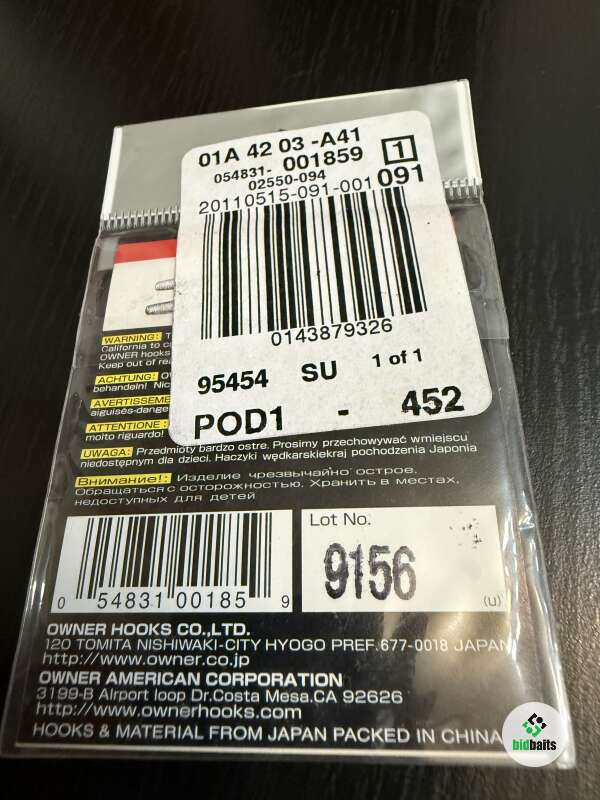 01A 42 03 -A41
054831- 001859 1
02550-094
20110515-091-001 091
0143879326
95454 SU 1 of 1
POD1 - 452
WARNING:
California to
OWNER hooks
Keep out of
ACHTUNG:
behandeln!
AVERTISSEME
aiguisés-dange
ATTENTIONE:
molto riguardo!
UWAGA: Przedmioty bardzo ostre. Prosimy przechowywać wmiejscu
niedostępnym dla dzieci. Haczyki wędkarskiekraj pochodzenia Japonia
Внимание!: Изделие чрезвычайно острое.
Обращаться с осторожностью. Хранить в местах,
недоступных для детей
0 54831 00185 9
Lot No.
9156
(U)
OWNER HOOKS CO.,LTD.
120 TOMITA NISHIWAKI-CITY HYOGO PREF.677-0018 JAPAN
http://www.owner.co.jp
OWNER AMERICAN CORPORATION
3199-B Airport loop Dr.Costa Mesa.CA 92626
http://www.ownerhooks.com
HOOKS & MATERIAL FROM JAPAN PACKED IN CHINA
bidbaits